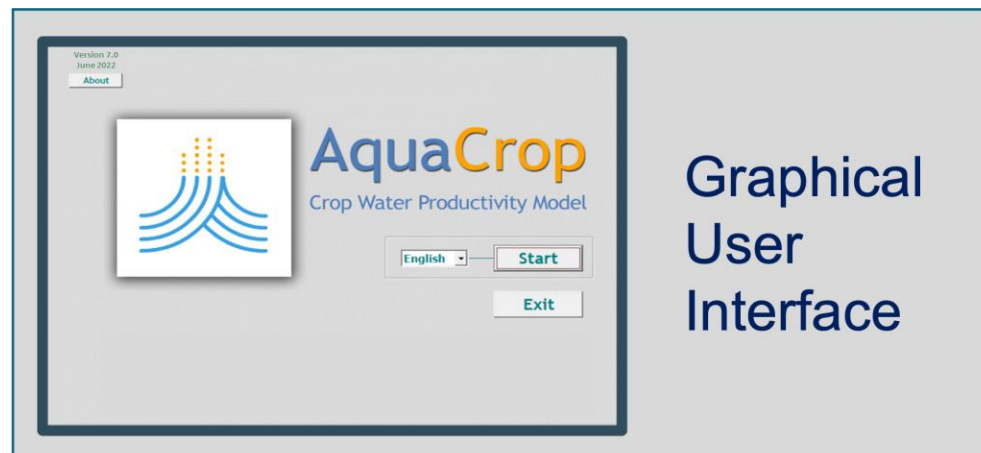 Version 7.0
June 2022
About
AquaCrop
Crop Water Productivity Model
English
Start
Exit
Graphical
User
Interface